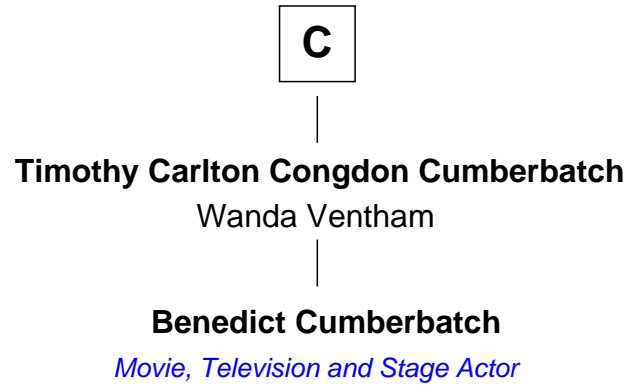 C
Timothy Carlton Congdon Cumberbatch
Wanda Ventham
Benedict Cumberbatch
Movie, Television and Stage Actor